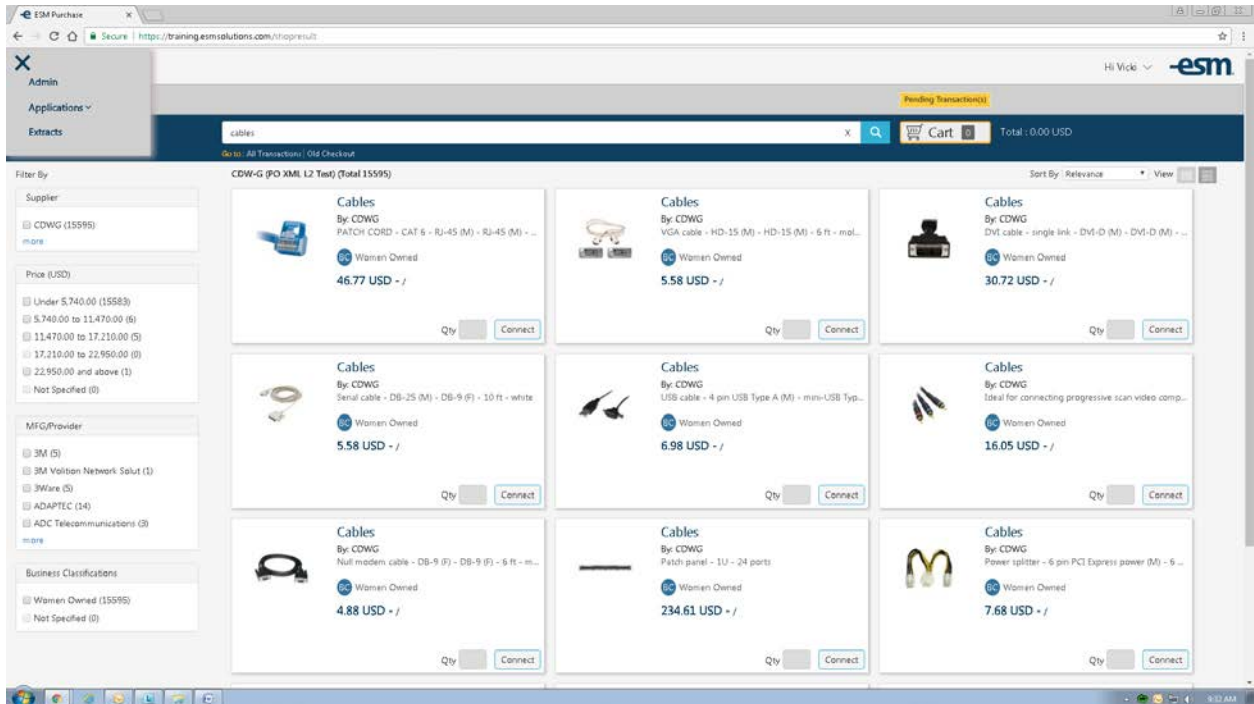 ESM Purchase
Secure | https://training.esmsolutions.com/shopresult
Admin
Applications
Extracts
Hi Vicki
esm
Pending Transaction(s)
cables
X
Cart 0
Total : 0.00 USD
Go to : All Transactions | Old Checkout
Filter By
CDW-G (PO XML L2 Test) (Total 15595)
Sort By Relevance
View
Supplier
CDWG (15595)
more
Price (USD)
Under 5,740.00 (15583)
5,740.00 to 11,470.00 (6)
11,470.00 to 17,210.00 (5)
17,210.00 to 22,950.00 (0)
22,950.00 and above (1)
Not Specified (0)
MFG/Provider
3M (5)
3M Volition Network Solut (1)
3Ware (5)
ADAPTEC (14)
ADC Telecommunications (3)
more
Business Classifications
Women Owned (15595)
Not Specified (0)
Cables
By: CDWG
PATCH CORD - CAT 6 - RJ-45 (M) - RJ-45 (M) - ...
BC Women Owned
46.77 USD - /
Qty Connect
Cables
By: CDWG
VGA cable - HD-15 (M) - HD-15 (M) - 6 ft - mol...
BC Women Owned
5.58 USD - /
Qty Connect
Cables
By: CDWG
DVI cable - single link - DVI-D (M) - DVI-D (M) - ...
BC Women Owned
30.72 USD - /
Qty Connect
Cables
By: CDWG
Serial cable - DB-25 (M) - DB-9 (F) - 10 ft - white
BC Women Owned
5.58 USD - /
Qty Connect
Cables
By: CDWG
USB cable - 4 pin USB Type A (M) - mini-USB Typ...
BC Women Owned
6.98 USD - /
Qty Connect
Cables
By: CDWG
Ideal for connecting progressive scan video comp...
BC Women Owned
16.05 USD - /
Qty Connect
Cables
By: CDWG
Null modem cable - DB-9 (F) - DB-9 (F) - 6 ft - m...
BC Women Owned
4.88 USD - /
Qty Connect
Cables
By: CDWG
Patch panel - 1U - 24 ports
BC Women Owned
234.61 USD - /
Qty Connect
Cables
By: CDWG
Power splitter - 6 pin PCI Express power (M) - 6 ...
BC Women Owned
7.68 USD - /
Qty Connect
9:32 AM